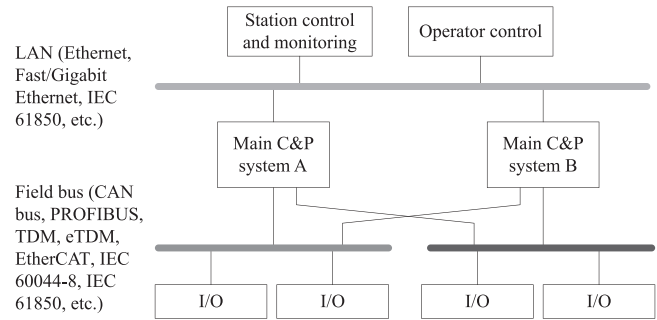 Station control
and monitoring
Operator control
LAN (Ethernet,
Fast/Gigabit
Ethernet, IEC
61850, etc.)
Main C&P
system A
Main C&P
system B
Field bus (CAN
bus, PROFIBUS,
TDM, eTDM,
EtherCAT, IEC
60044-8, IEC
61850, etc.)
I/O
I/O
I/O
I/O